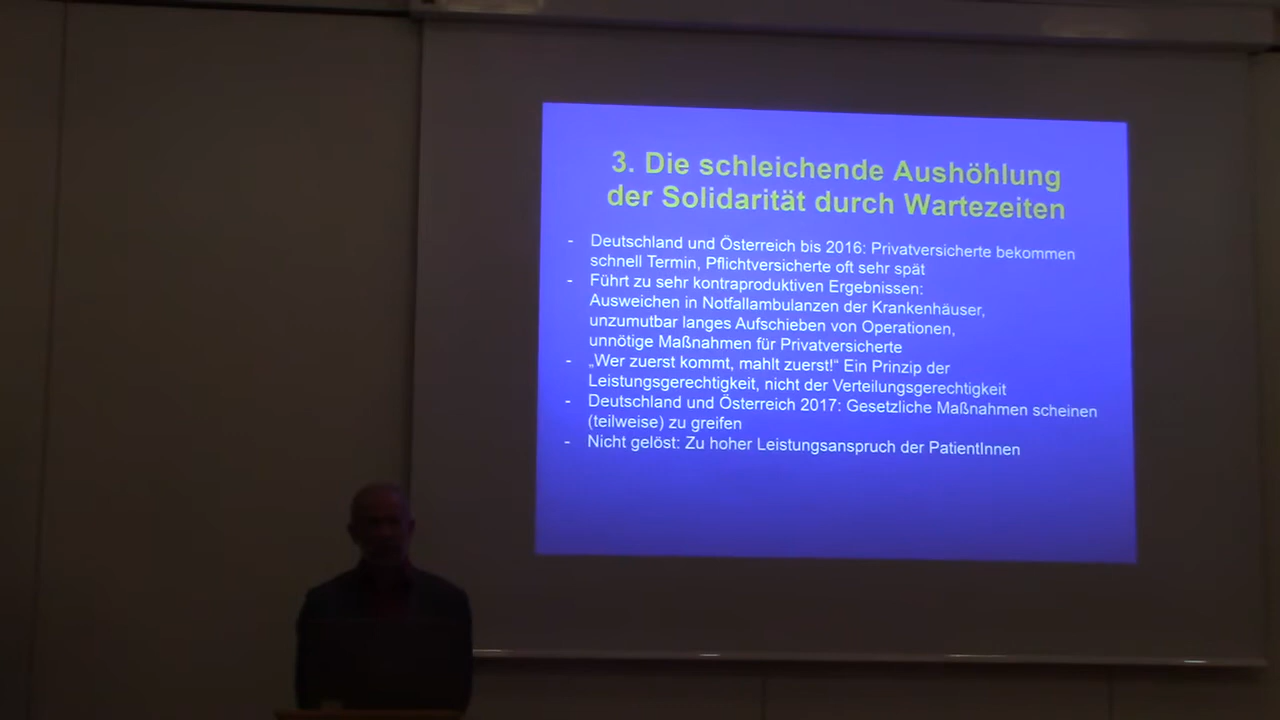 3. Die schleichende Aushöhlung
der Solidarität durch Wartezeiten
- Deutschland und Österreich bis 2016: Privatversicherte bekommen
schnell Termin, Pflichtversicherte oft sehr spät
- Führt zu sehr kontraproduktiven Ergebnissen:
Ausweichen in Notfallambulanzen der Krankenhäuser,
unzumutbar langes Aufschieben von Operationen,
unnötige Maßnahmen für Privatversicherte
- „Wer zuerst kommt, mahlt zuerst!“ Ein Prinzip der
Leistungsgerechtigkeit, nicht der Verteilungsgerechtigkeit
- Deutschland und Österreich 2017: Gesetzliche Maßnahmen scheinen
(teilweise) zu greifen
- Nicht gelöst: Zu hoher Leistungsanspruch der PatientInnen